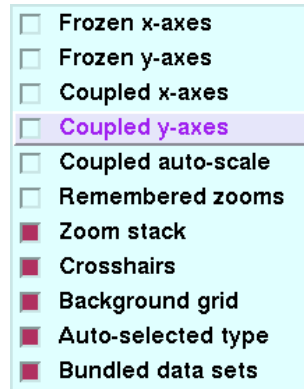 Frozen x-axes
Frozen y-axes
Coupled x-axes
Coupled y-axes
Coupled auto-scale
Remembered zooms
Zoom stack
Crosshairs
Background grid
Auto-selected type
Bundled data sets